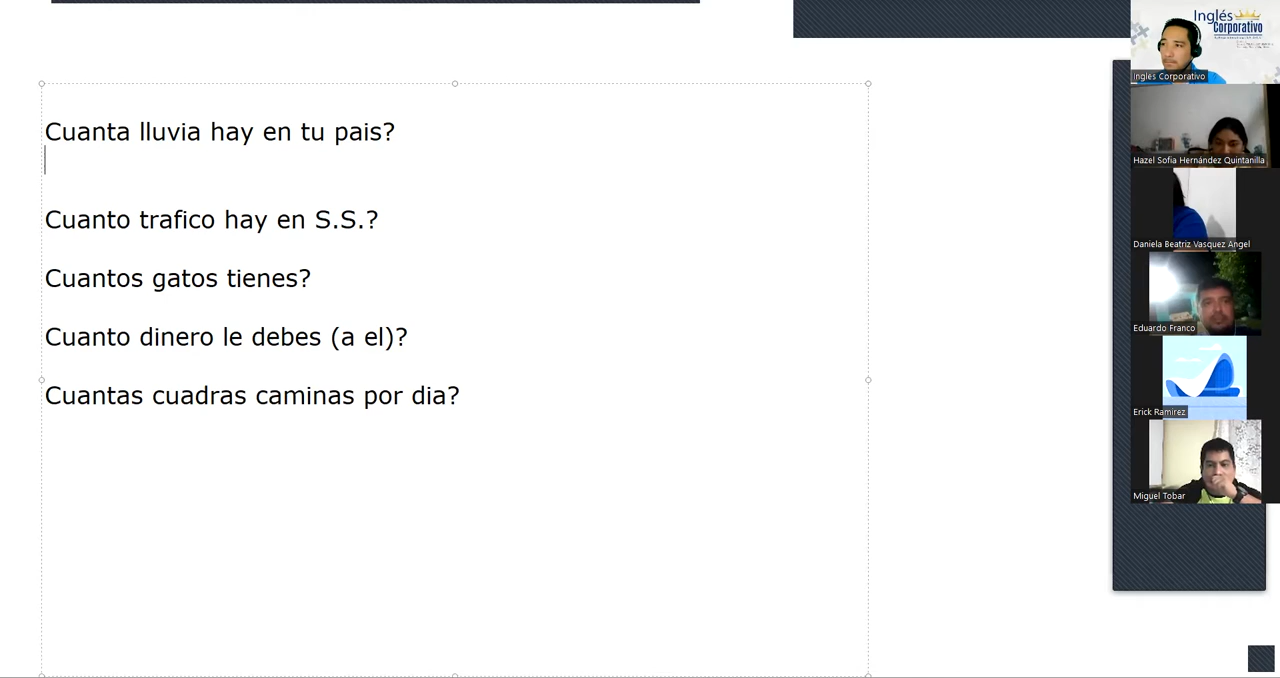 Cuanta lluvia hay en tu pais?
Cuanto trafico hay en S.S.?
Cuantos gatos tienes?
Cuanto dinero le debes (a el)?
Cuantas cuadras caminas por dia?
Inglés
Corporativo
Inglés Corporativo
Hazel Sofia Hernández Quintanilla
Daniela Beatriz Vasquez Angel
Eduardo Franco
Erick Ramirez
Miguel Tobar